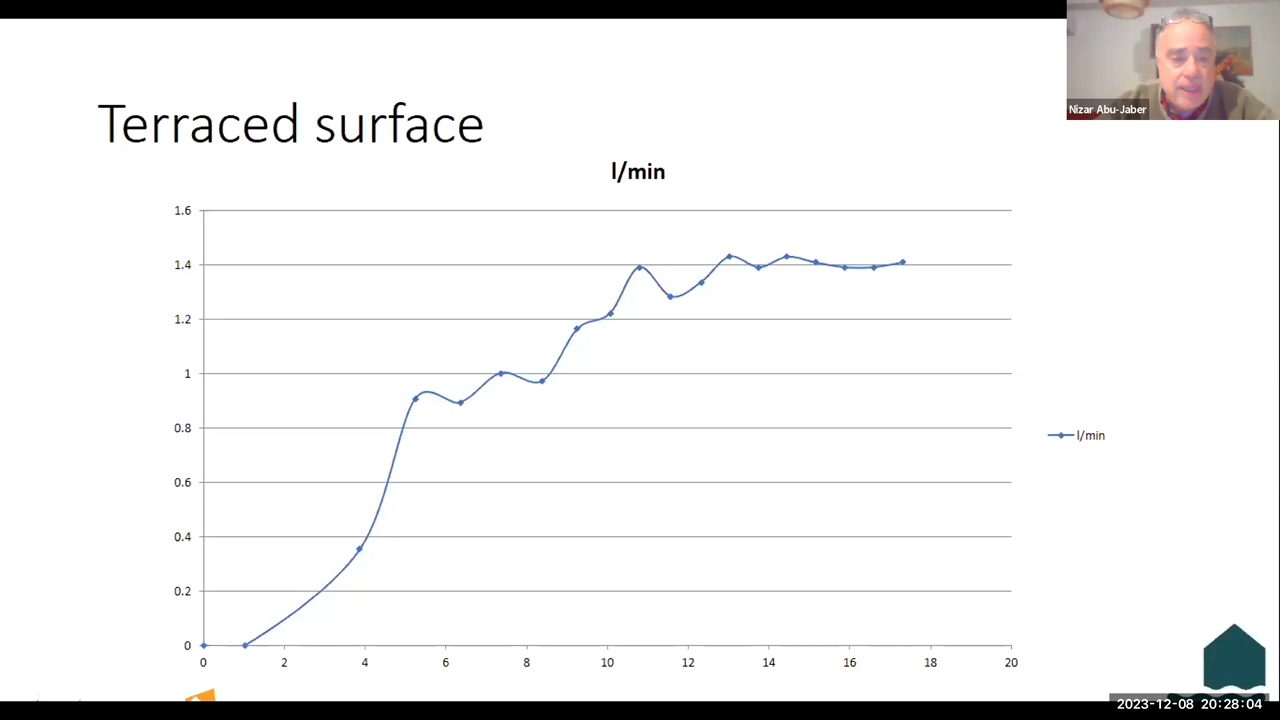 Nizar Abu-Jaber
Terraced surface
l/min
1.6
1.4
1.2
1
0.8
0.6
0.4
0.2
0
0 2 4 6 8 10 12 14 16 18 20
l/min
2023-12-08 20:28:04